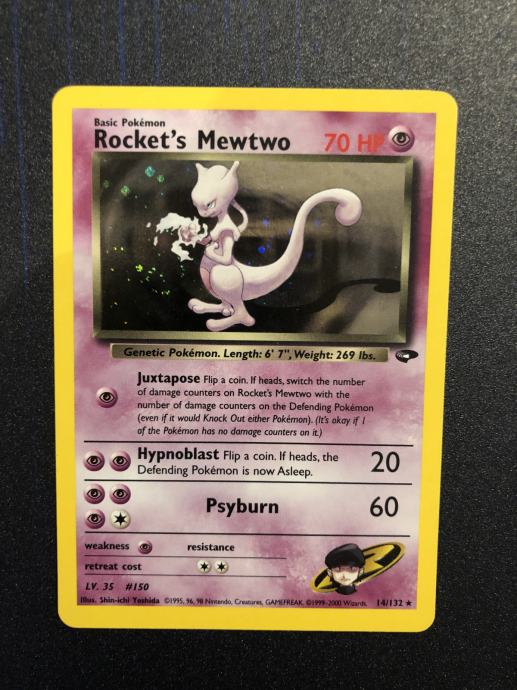 Basic Pokémon
Rocket's Mewtwo 70 HP
Genetic Pokémon. Length: 6' 7", Weight: 269 lbs.
Juxtapose Flip a coin. If heads, switch the number
of damage counters on Rocket's Mewtwo with the
number of damage counters on the Defending Pokémon
(even if it would Knock Out either Pokémon). (It's okay if 1
of the Pokémon has no damage counters on it.)
Hypnoblast Flip a coin. If heads, the 20
Defending Pokémon is now Asleep.
Psyburn 60
weakness resistance
retreat cost
LV. 35 #150
Illus. Shin-ichi Yoshida ©1995, 96, 98 Nintendo, Creatures, GAMEFREAK. ©1999-2000 Wizards. 14/132 ★